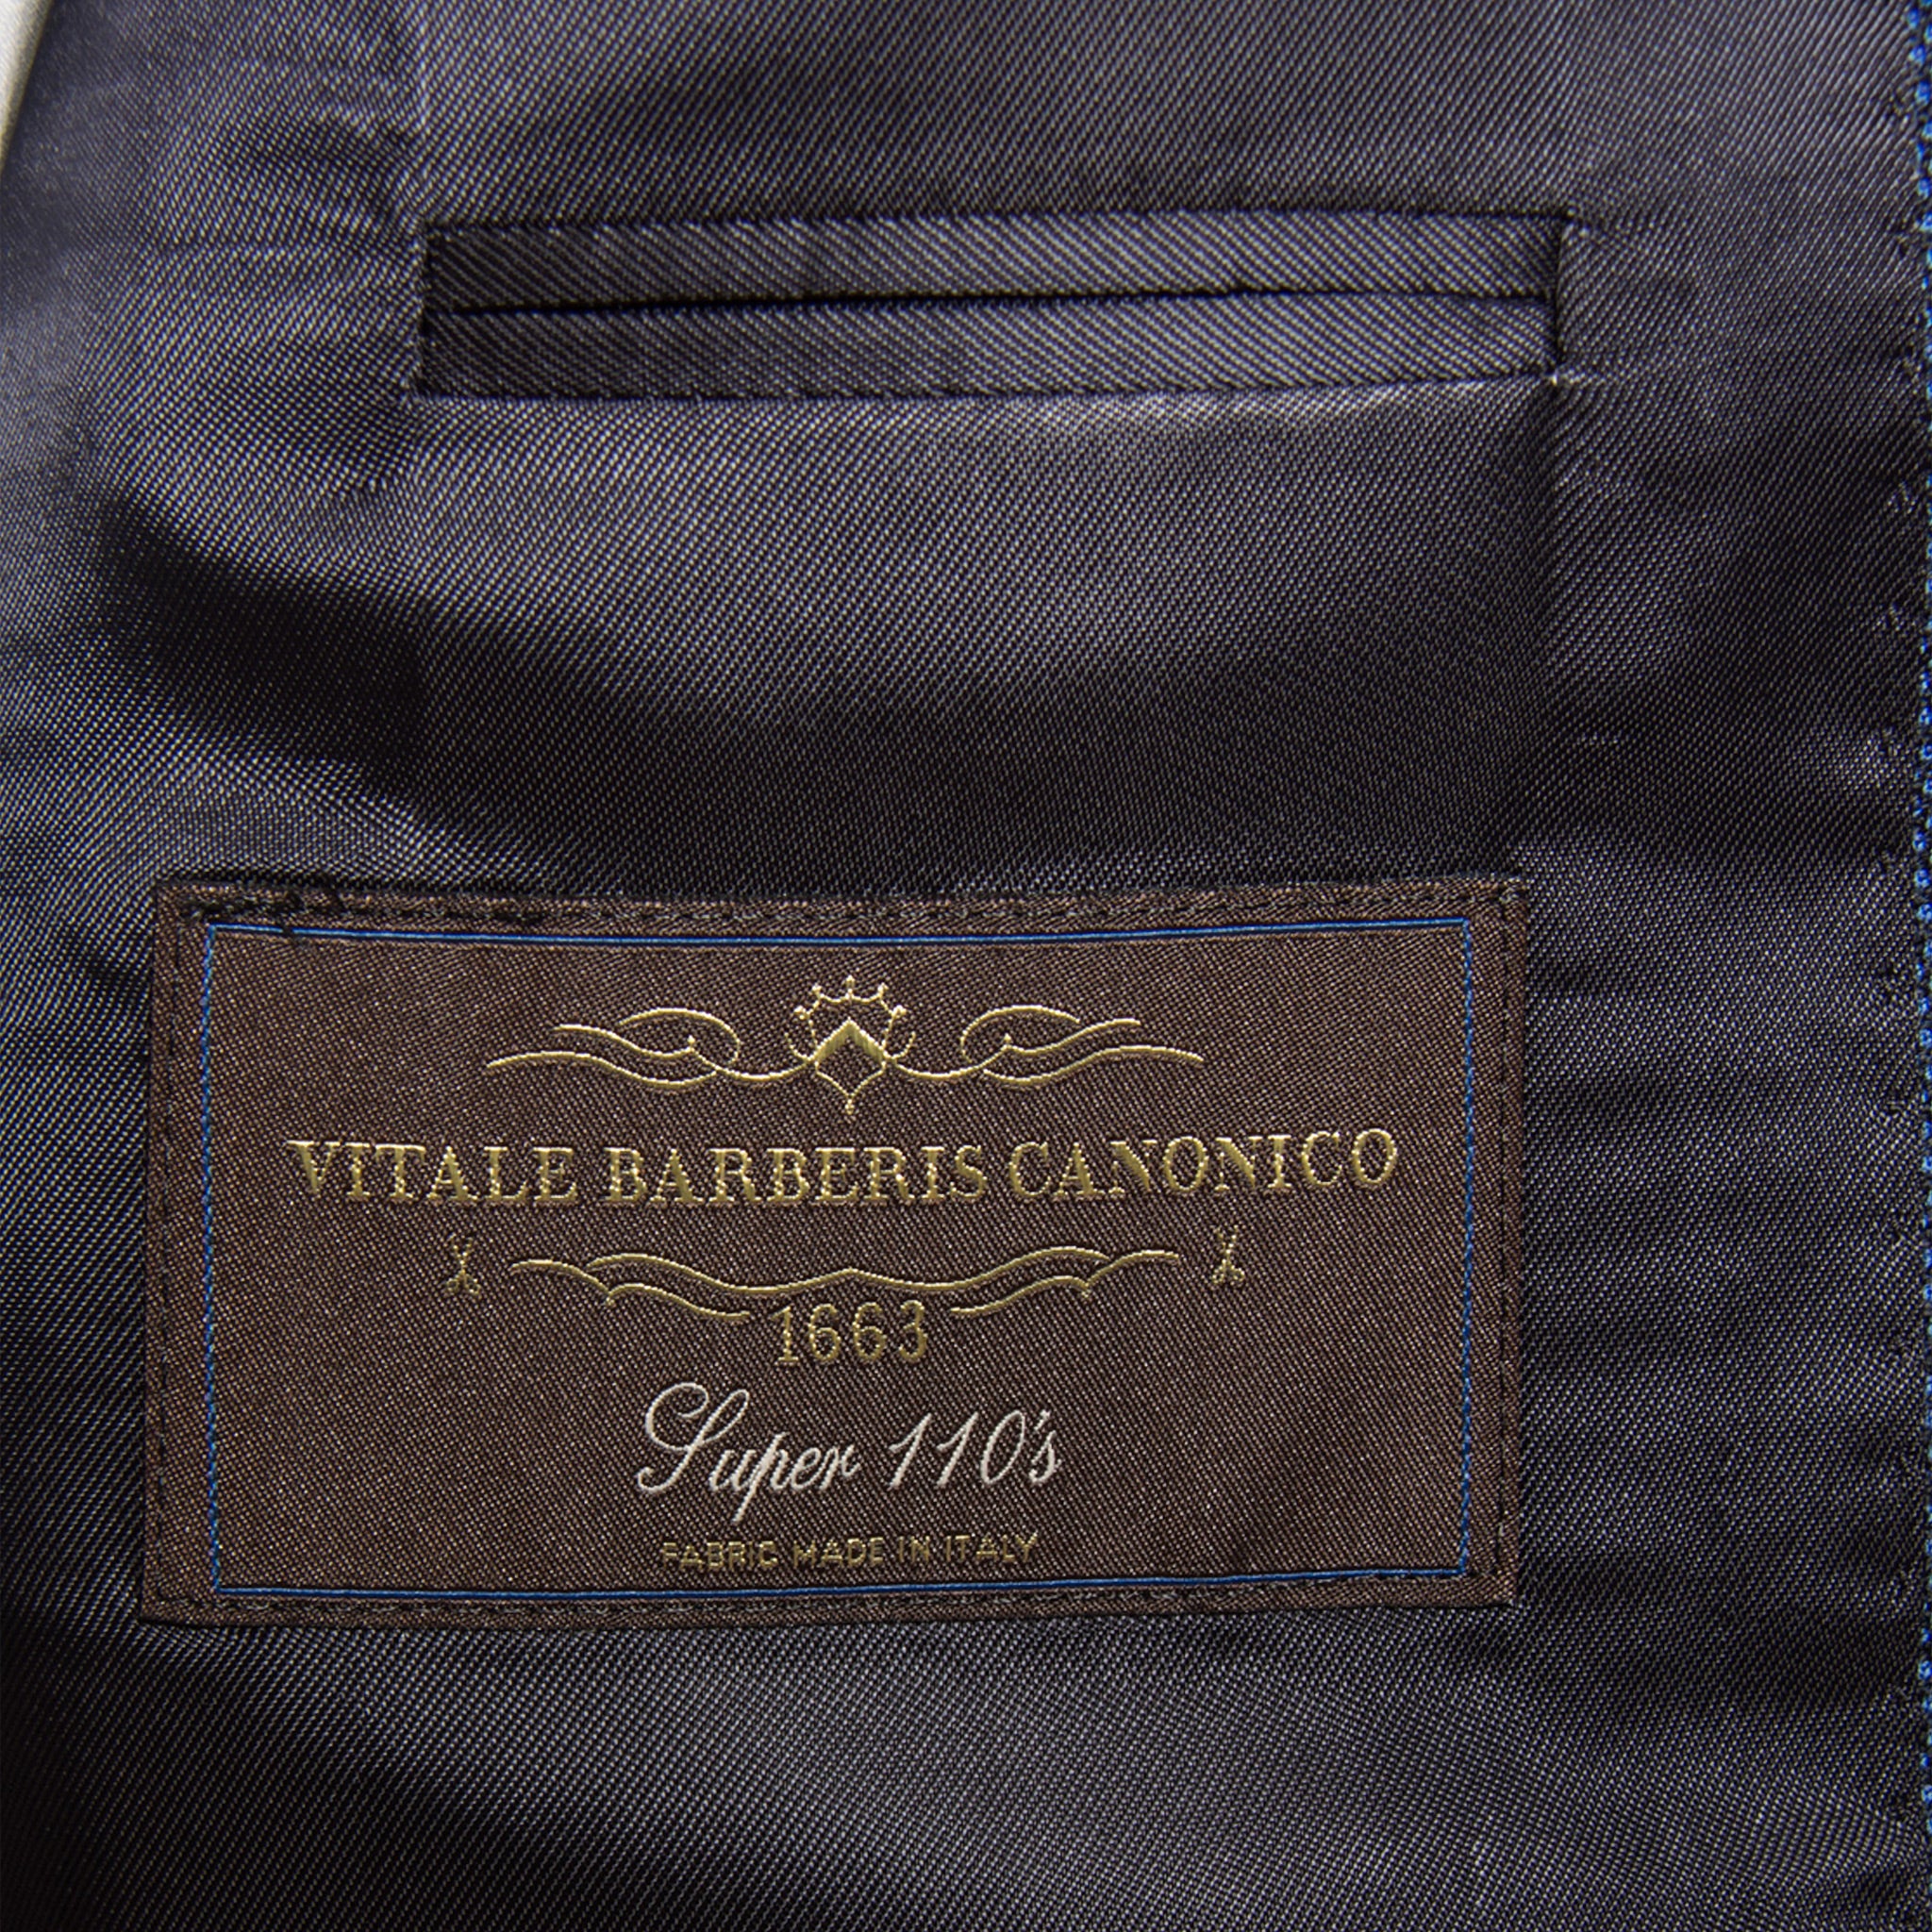 VITALE BARBERIS CANONICO
1663
Super 110's
FABRIC MADE IN ITALY